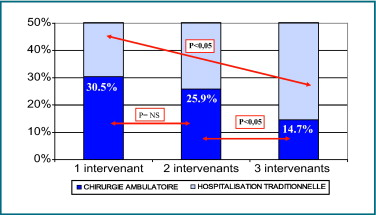 50%
40%
30%
20%
10%
0%
P<0,05
30.5%
25.9%
14.7%
P= NS
P<0,05
1 intervenant
2 intervenants
3 intervenants
CHIRURGIE AMBULATOIRE
HOSPITALISATION TRADITIONNELLE